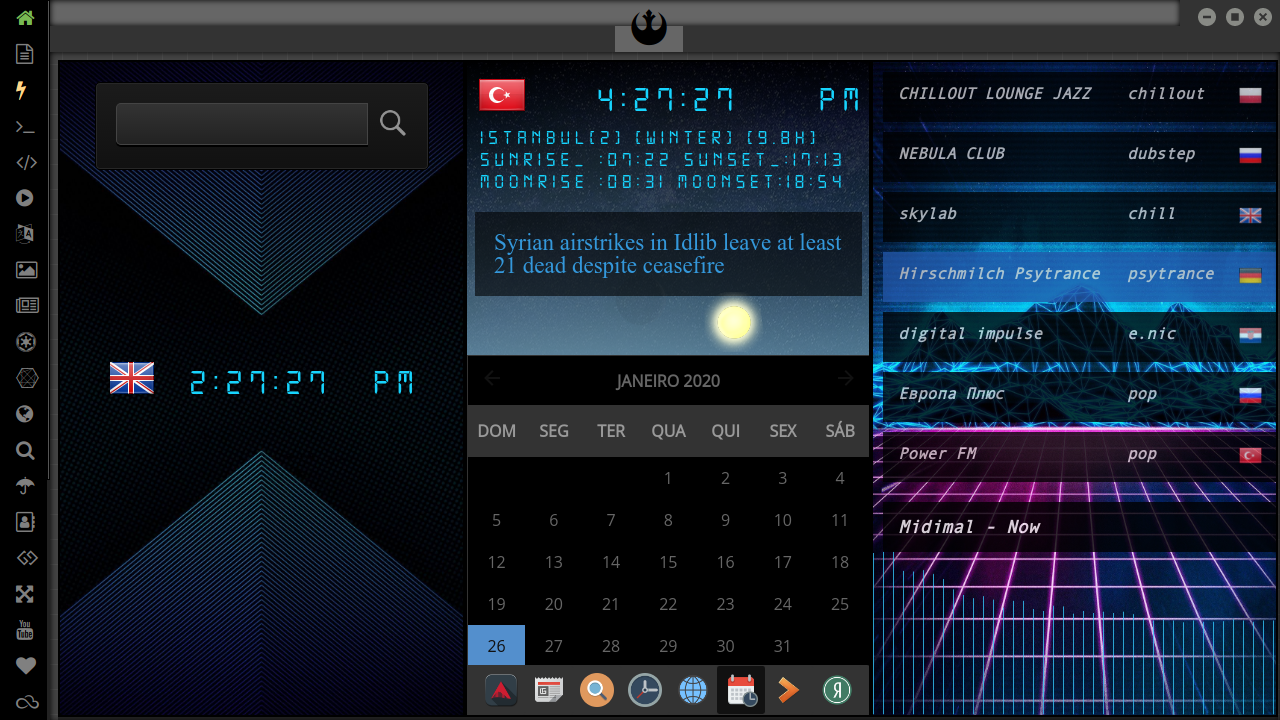 4:27:27 PM
ISTANBUL[2] [WINTER] [9.8H]
SUNRISE_ :07:22 SUNSET_:17:13
MOONRISE :08:31 MOONSET:18:54
Syrian airstrikes in Idlib leave at least
21 dead despite ceasefire
2:27:27 PM
JANEIRO 2020
DOM SEG TER QUA QUI SEX SÁB
1 2 3 4
5 6 7 8 9 10 11
12 13 14 15 16 17 18
19 20 21 22 23 24 25
26 27 28 29 30 31
CHILLOUT LOUNGE JAZZ chillout
NEBULA CLUB dubstep
skylab chill
Hirschmilch Psytrance psytrance
digital impulse e.nic
Европа Плюс pop
Power FM pop
Midimal - Now
You
Tube
Я